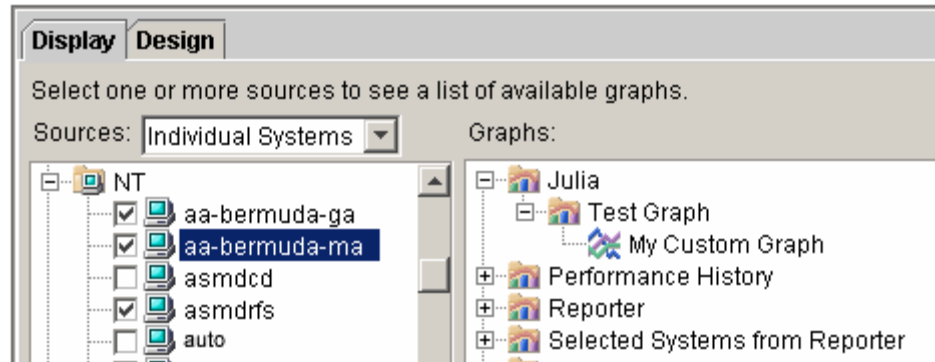 Display Design
Select one or more sources to see a list of available graphs.
Sources: Individual Systems
Graphs:
NT
aa-bermuda-ga
aa-bermuda-ma
asmdcd
asmdrfs
auto
Julia
Test Graph
My Custom Graph
Performance History
Reporter
Selected Systems from Reporter